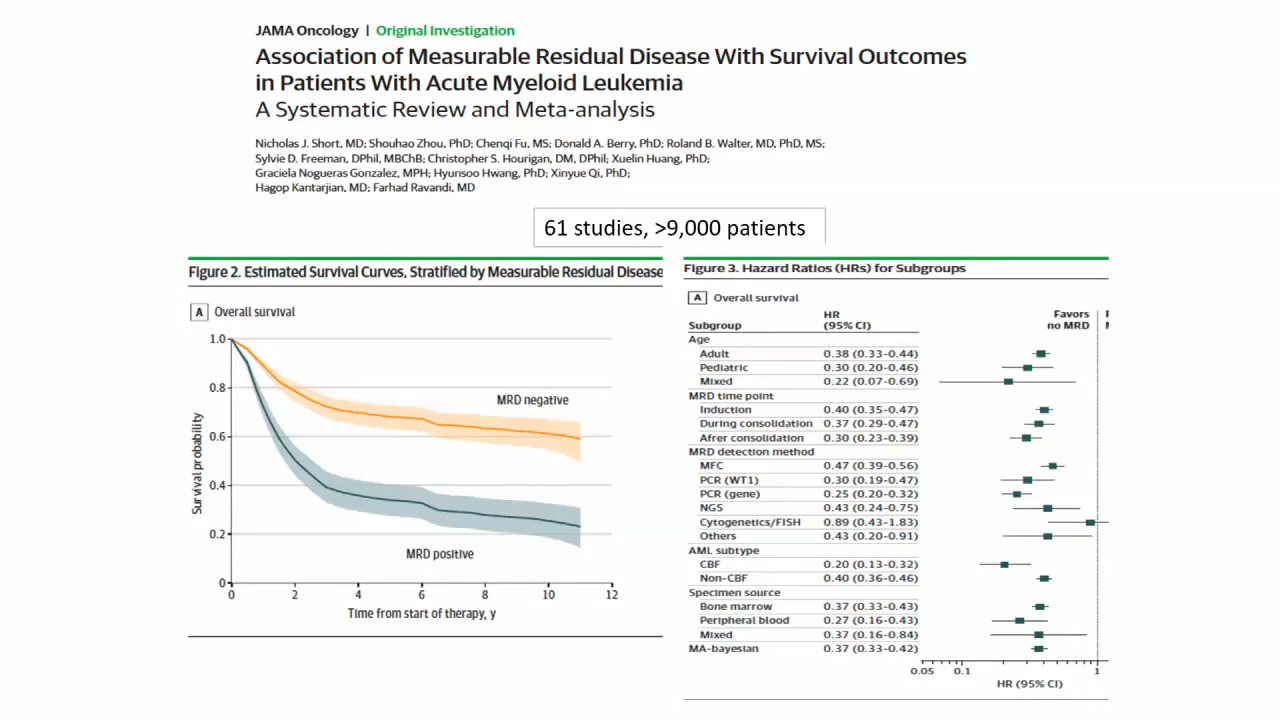 JAMA Oncology | Original Investigation
Association of Measurable Residual Disease With Survival Outcomes
in Patients With Acute Myeloid Leukemia
A Systematic Review and Meta-analysis
Nicholas J. Short, MD; Shouhao Zhou, PhD; Chenqi Fu, MS; Donald A. Berry, PhD; Roland B. Walter, MD, PhD, MS;
Sylvie D. Freeman, DPhil, MBChB; Christopher S. Hourigan, DM, DPhil; Xuelin Huang, PhD;
Graciela Nogueras Gonzalez, MPH; Hyunsoo Hwang, PhD; Xinyue Qi, PhD;
Hagop Kantarjian, MD; Farhad Ravandi, MD
61 studies, >9,000 patients
Figure 2. Estimated Survival Curves, Stratified by Measurable Residual Disease
A Overall survival
1.0
0.8
0.6
0.4
0.2
0
Survival probability
MRD negative
MRD positive
0 2 4 6 8 10 12
Time from start of therapy, y
Figure 3. Hazard Ratios (HRs) for Subgroups
A Overall survival
Subgroup HR (95% CI) Favors no MRD
Age
Adult 0.38 (0.33-0.44)
Pediatric 0.30 (0.20-0.46)
Mixed 0.22 (0.07-0.69)
MRD time point
Induction 0.40 (0.35-0.47)
During consolidation 0.37 (0.29-0.47)
Afrer consolidation 0.30 (0.23-0.39)
MRD detection method
MFC 0.47 (0.39-0.56)
PCR (WT1) 0.30 (0.19-0.47)
PCR (gene) 0.25 (0.20-0.32)
NGS 0.43 (0.24-0.75)
Cytogenetics/FISH 0.89 (0.43-1.83)
Others 0.43 (0.20-0.91)
AML subtype
CBF 0.20 (0.13-0.32)
Non-CBF 0.40 (0.36-0.46)
Specimen source
Bone marrow 0.37 (0.33-0.43)
Peripheral blood 0.27 (0.16-0.43)
Mixed 0.37 (0.16-0.84)
MA-bayesian 0.37 (0.33-0.42)
0.05 0.1 1
HR (95% CI)